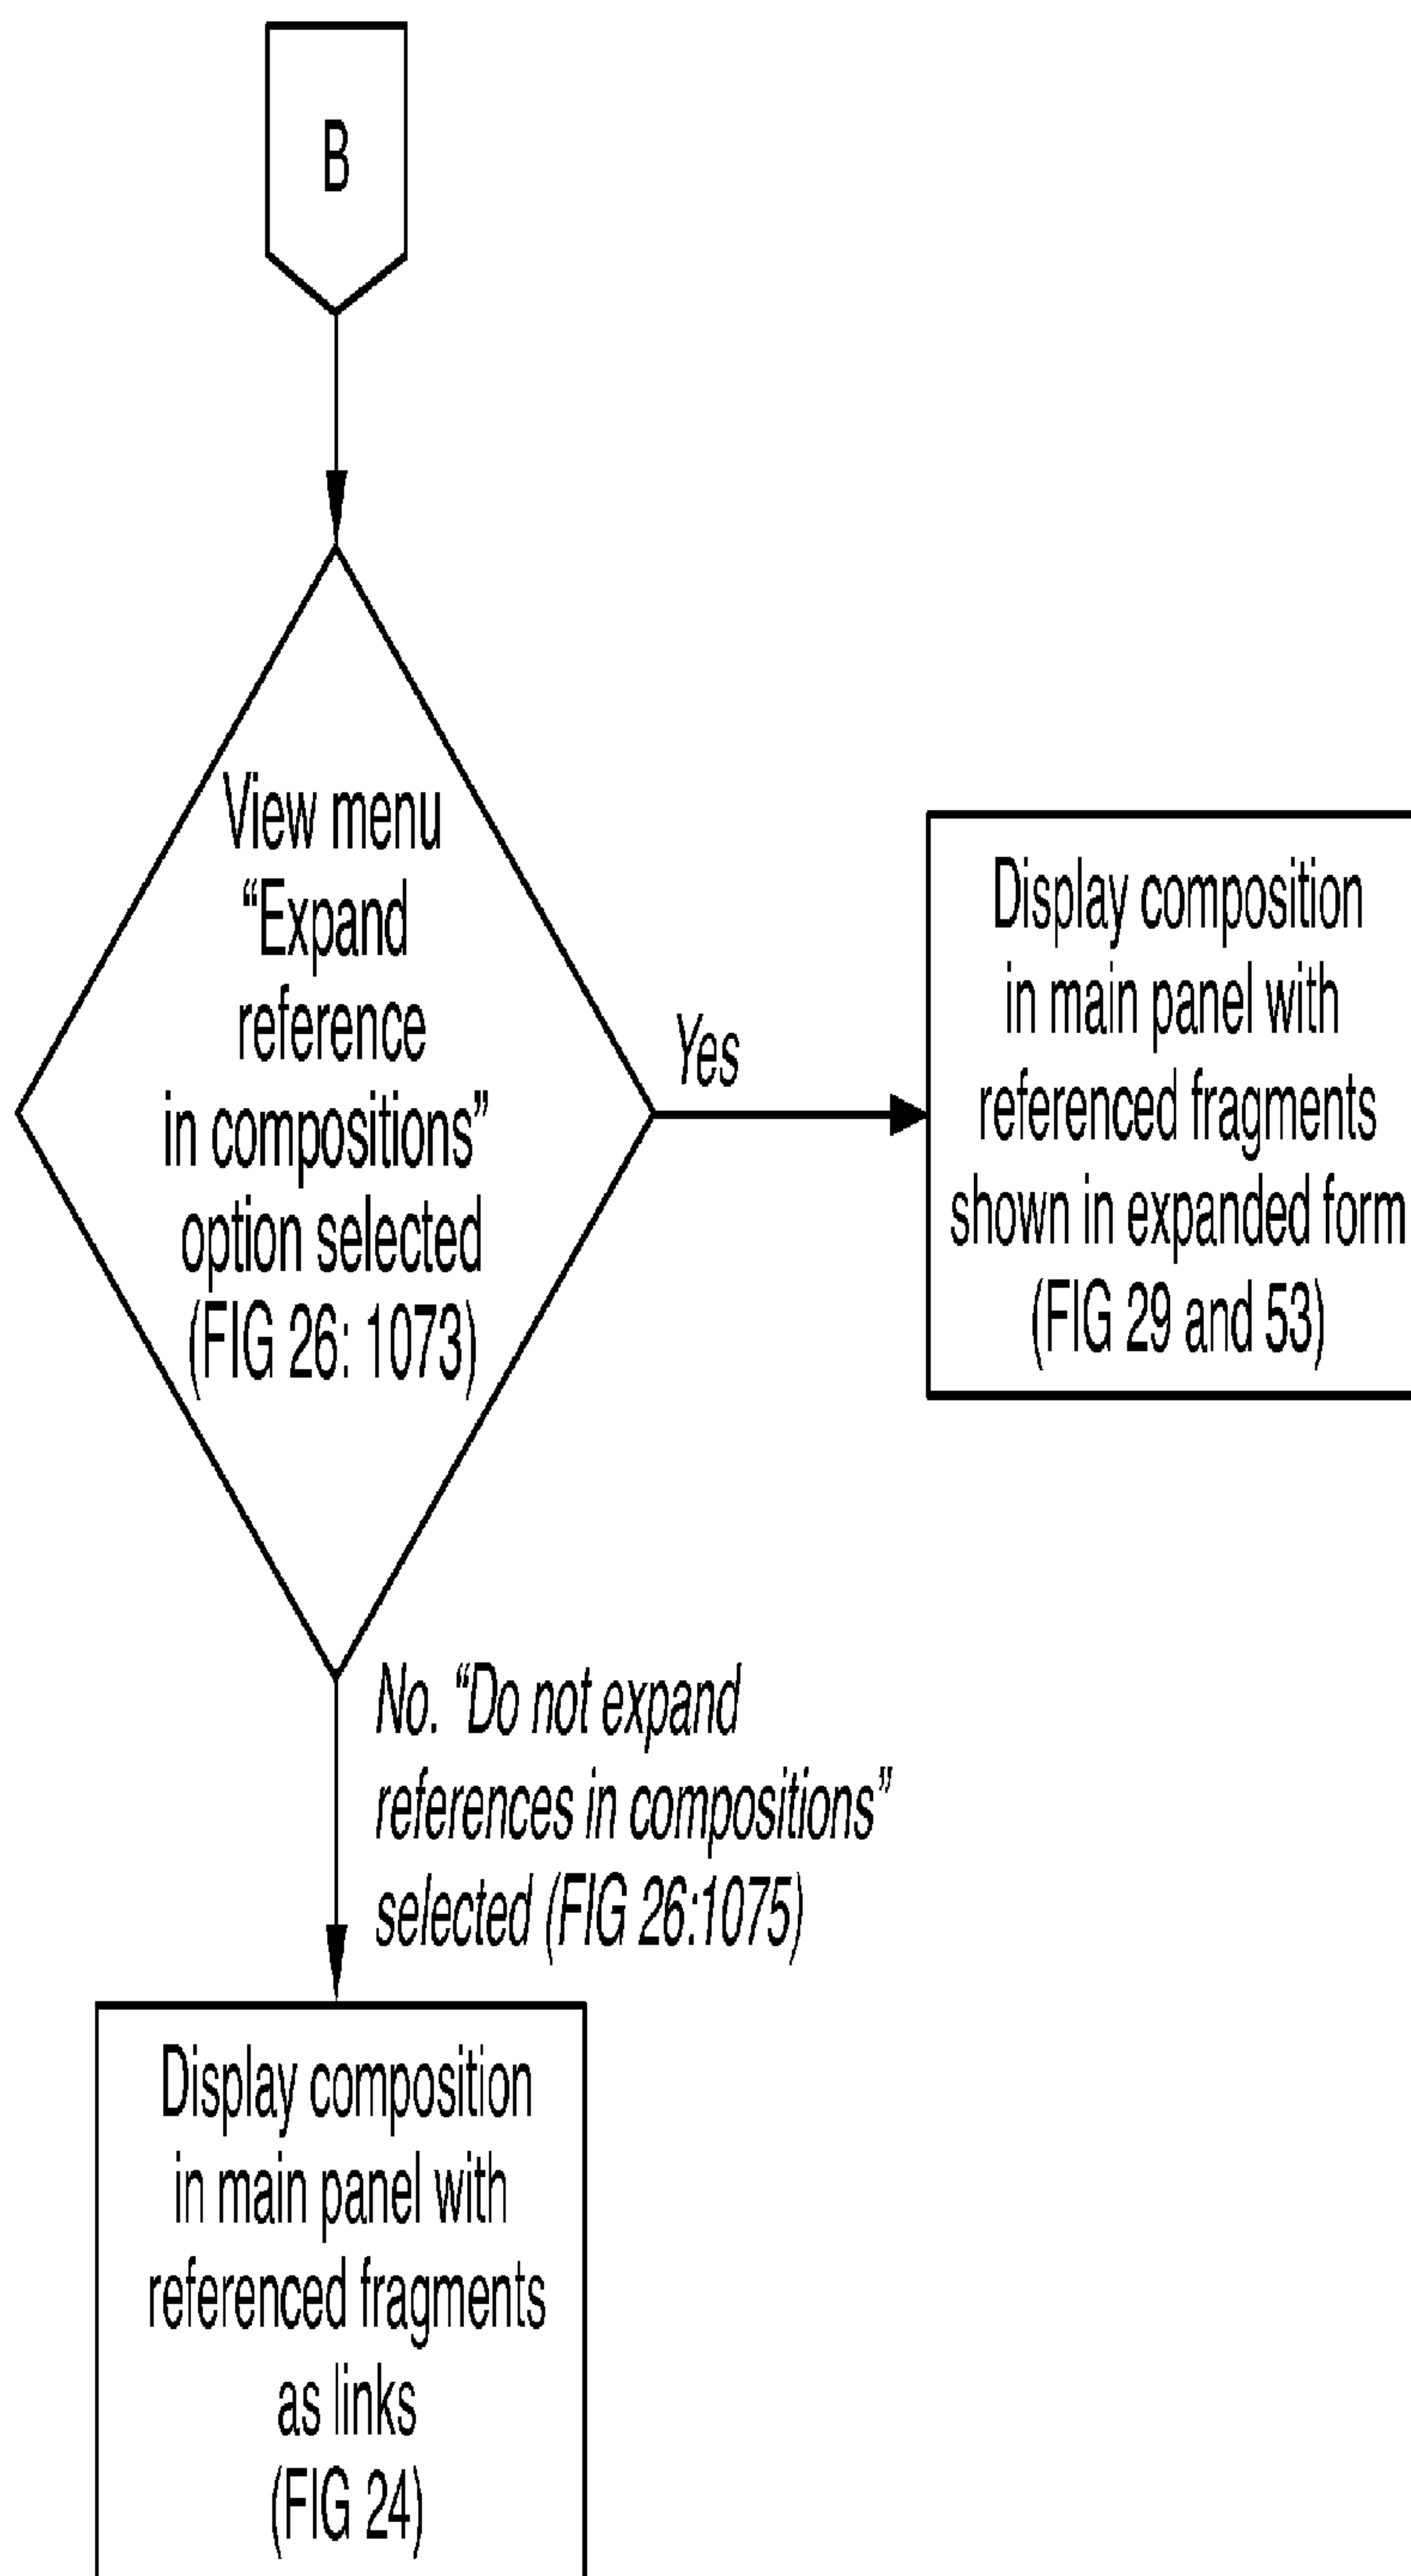 B
View menu
“Expand
reference
in compositions”
option selected
(FIG 26: 1073)
Yes
Display composition
in main panel with
referenced fragments
shown in expanded form
(FIG 29 and 53)
No. “Do not expand
references in compositions”
selected (FIG 26:1075)
Display composition
in main panel with
referenced fragments
as links
(FIG 24)